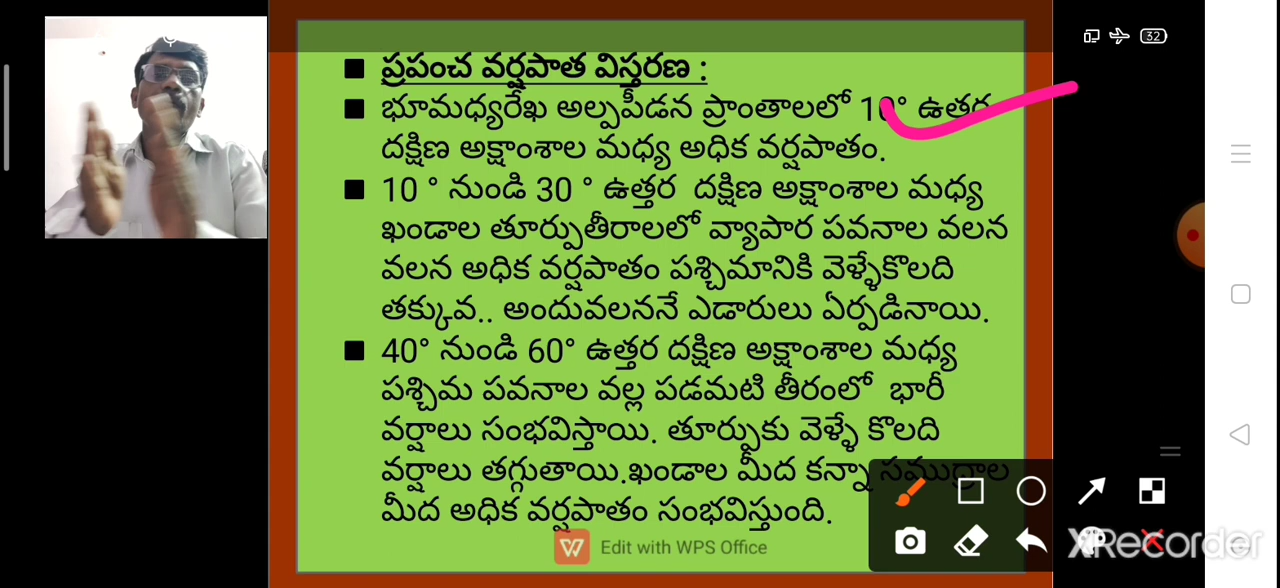 32
ప్రపంచ వర్షపాత విస్తరణ :
భూమధ్యరేఖ అల్పపీడన ప్రాంతాలలో 10° ఉతర
దక్షిణ అక్షాంశాల మధ్య అధిక వర్షపాతం.
10 ° నుండి 30 ° ఉత్తర దక్షిణ అక్షాంశాల మధ్య
ఖండాల తూర్పుతీరాలలో వ్యాపార పవనాల వలన
వలన అధిక వర్షపాతం పశ్చిమానికి వెళ్ళేకొలది
తక్కువ.. అందువలననే ఎడారులు ఏర్పడినాయి.
40° నుండి 60° ఉత్తర దక్షిణ అక్షాంశాల మధ్య
పశ్చిమ పవనాల వల్ల పడమటి తీరంలో భారీ
వర్షాలు సంభవిస్తాయి. తూర్పుకు వెళ్ళే కొలది
వర్షాలు తగ్గుతాయి.ఖండాల మీద కన్నా సముద్రాల
మీద అధిక వర్షపాతం సంభవిస్తుంది.
Edit with WPS Office
XRecorder